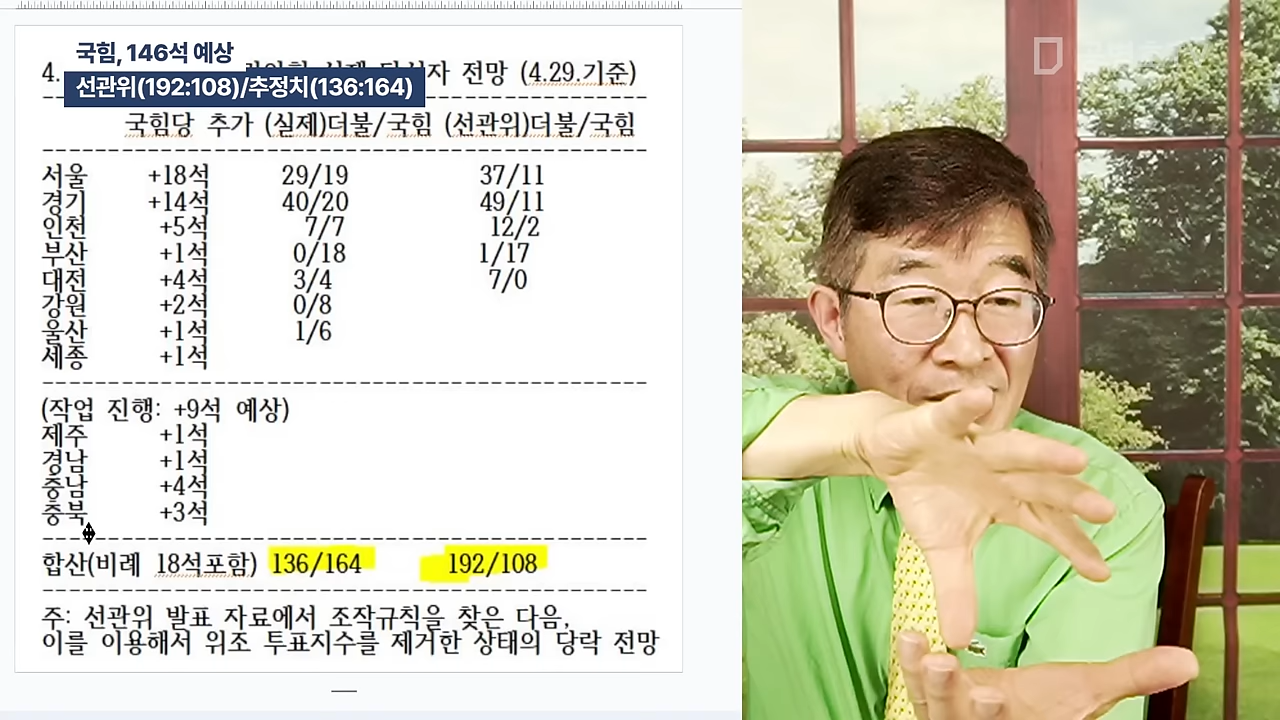 국힘, 146석 예상
선관위(192:108)/추정치(136:164)
4. 전망 (4.29.기준)
국힘당 추가 (실제)더불/국힘 (선관위)더불/국힘
서울 +18석 29/19 37/11
경기 +14석 40/20 49/11
인천 +5석 7/7 12/2
부산 +1석 0/18 1/17
대전 +4석 3/4 7/0
강원 +2석 0/8
울산 +1석 1/6
세종 +1석
(작업 진행: +9석 예상)
제주 +1석
경남 +1석
충남 +4석
충북 +3석
합산(비례 18석포함) 136/164 192/108
주: 선관위 발표 자료에서 조작규칙을 찾은 다음,
이를 이용해서 위조 투표지수를 제거한 상태의 당락 전망